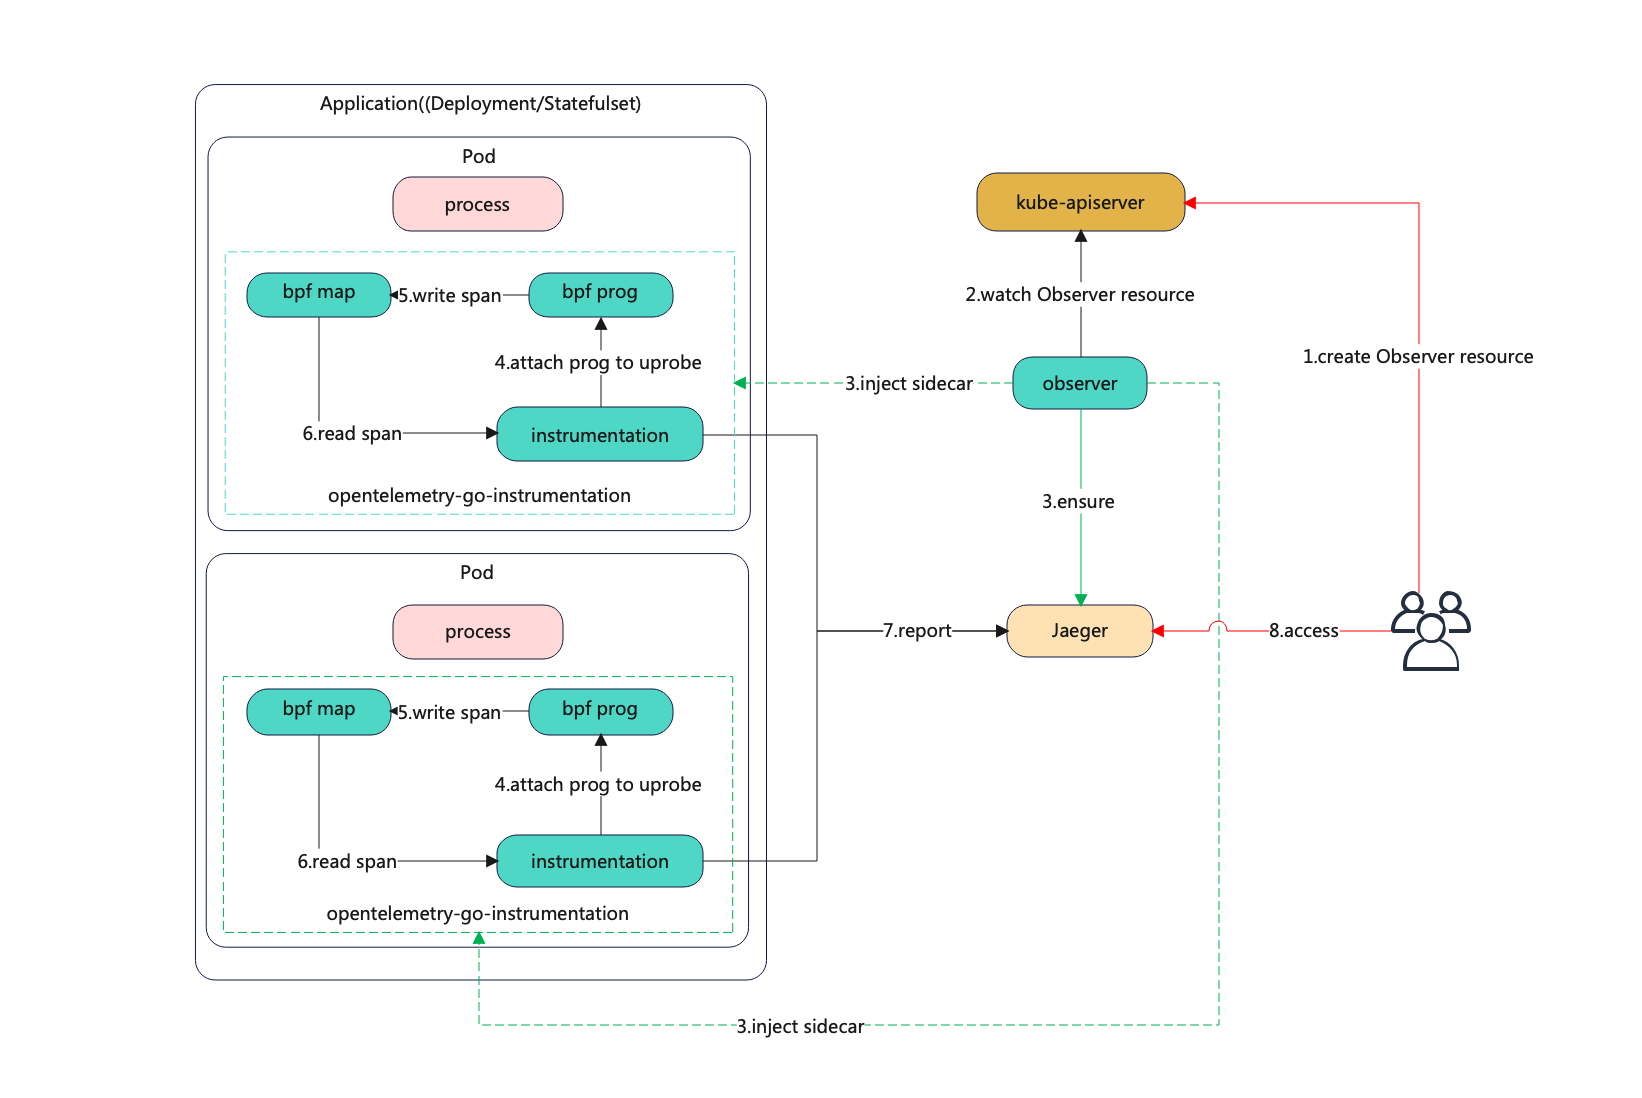 Application((Deployment/Statefulset)
Pod
process
bpf map
5.write span
bpf prog
4.attach prog to uprobe
6.read span
instrumentation
opentelemetry-go-instrumentation
Pod
process
bpf map
5.write span
bpf prog
4.attach prog to uprobe
6.read span
instrumentation
opentelemetry-go-instrumentation
kube-apiserver
2.watch Observer resource
1.create Observer resource
3.inject sidecar
observer
3.ensure
7.report
Jaeger
8.access
3.inject sidecar